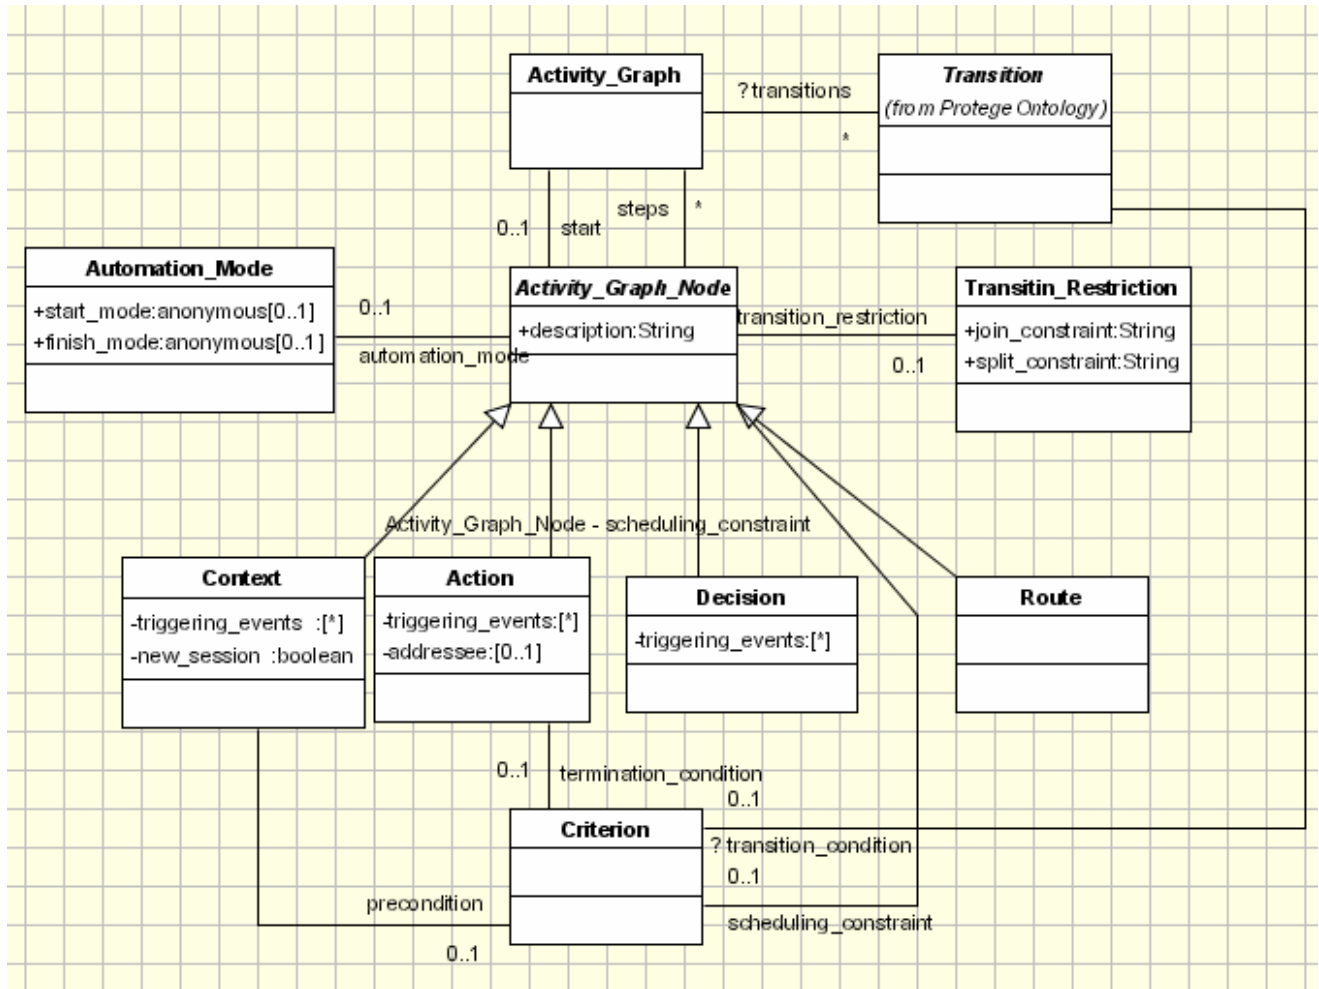 Activity_Graph
? transitions
*
Transition
(from Protege Ontology)
0..1
start
steps
*
Automation_Mode
+start_mode:anonymous[0..1]
+finish_mode:anonymous[0..1]
0..1
automation_mode
Activity_Graph_Node
+description:String
transition_restriction
0..1
Transitin_Restriction
+join_constraint:String
+split_constraint:String
Activity_Graph_Node - scheduling_constraint
Context
-triggering_events :[*]
-new_session :boolean
Action
-triggering_events:[*]
-addressee:[0..1]
Decision
-triggering_events:[*]
Route
0..1
termination_condition
0..1
Criterion
? transition_condition
0..1
scheduling_constraint
precondition
0..1